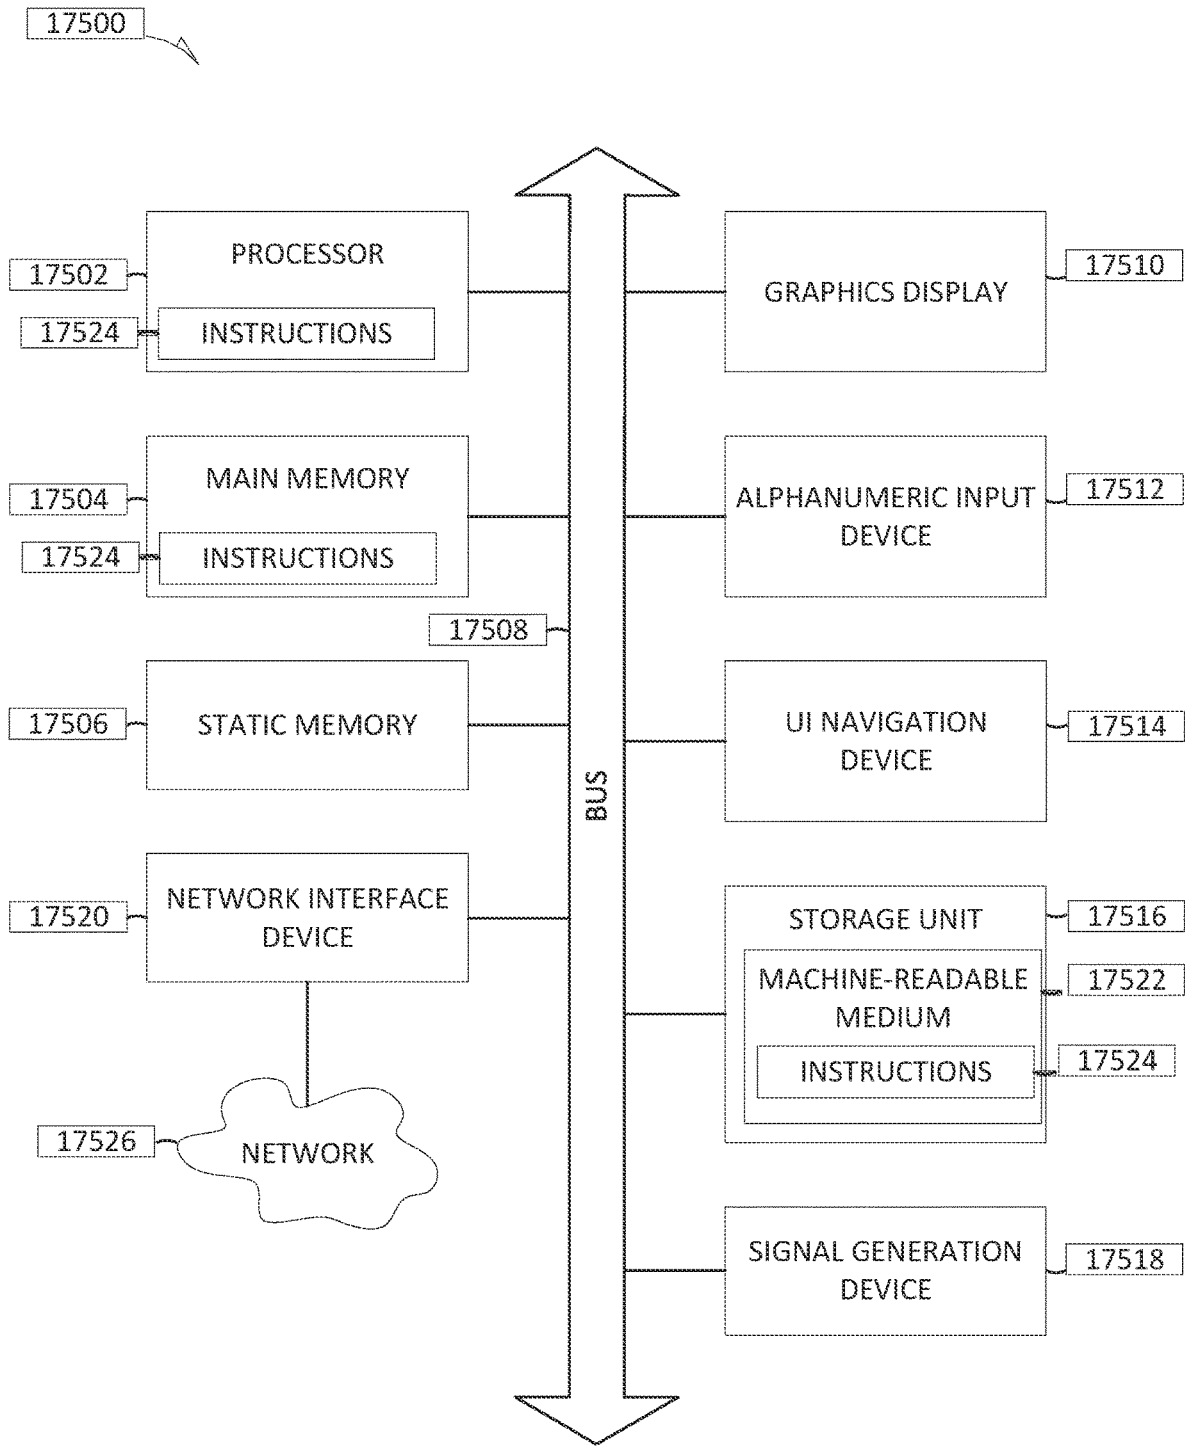 17500
PROCESSOR
17502
17524
INSTRUCTIONS
MAIN MEMORY
17504
17524
INSTRUCTIONS
17508
17506
STATIC MEMORY
17520
NETWORK INTERFACE
DEVICE
17526
NETWORK
BUS
GRAPHICS DISPLAY
17510
ALPHANUMERIC INPUT
DEVICE
17512
UI NAVIGATION
DEVICE
17514
STORAGE UNIT
17516
MACHINE-READABLE
MEDIUM
17522
INSTRUCTIONS
17524
SIGNAL GENERATION
DEVICE
17518